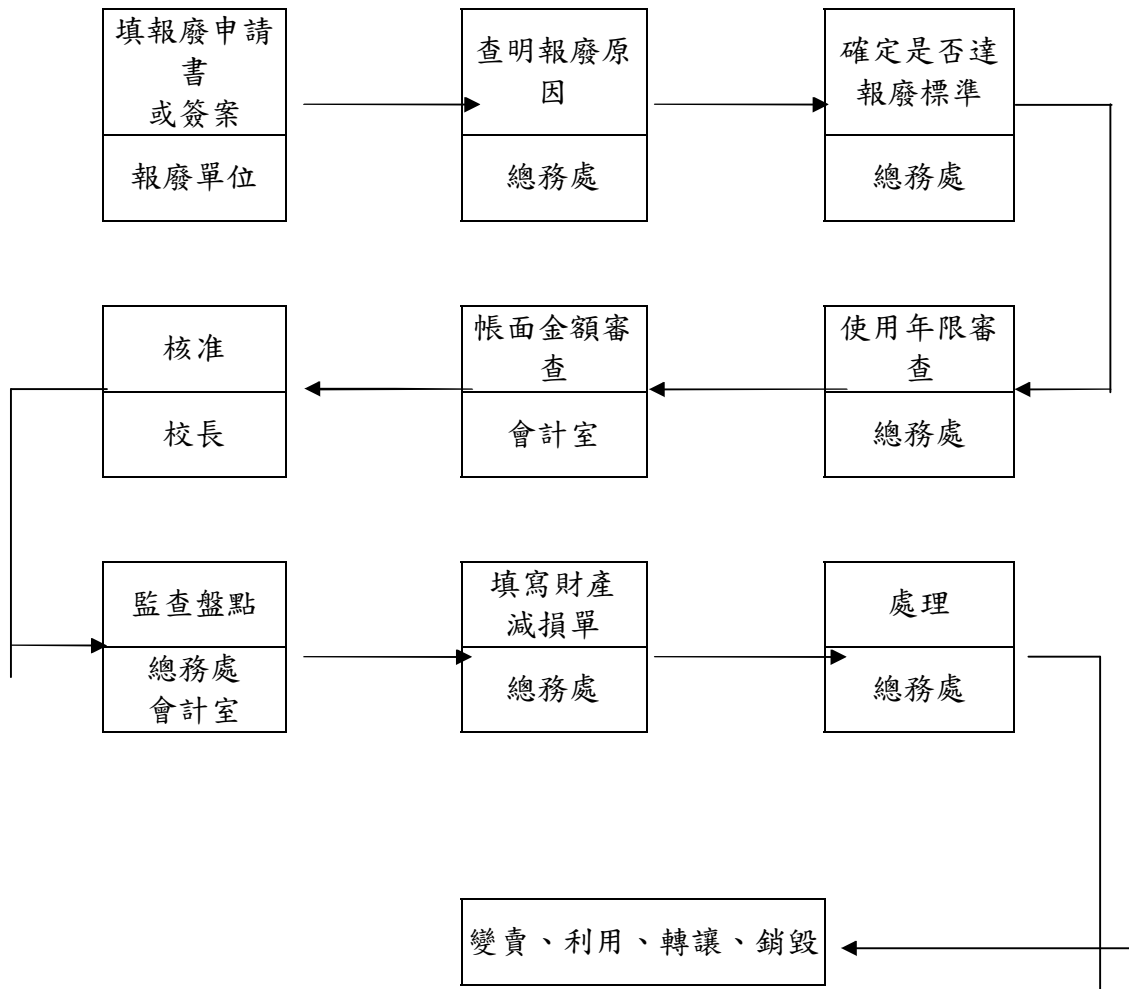 填報廢申請
書
或簽案
報廢單位
查明報廢原
因
總務處
確定是否達
報廢標準
總務處
核准
校長
帳面金額審
查
會計室
使用年限審
查
總務處
監查盤點
總務處
會計室
填寫財產
減損單
總務處
處理
總務處
變賣、利用、轉讓、銷毀